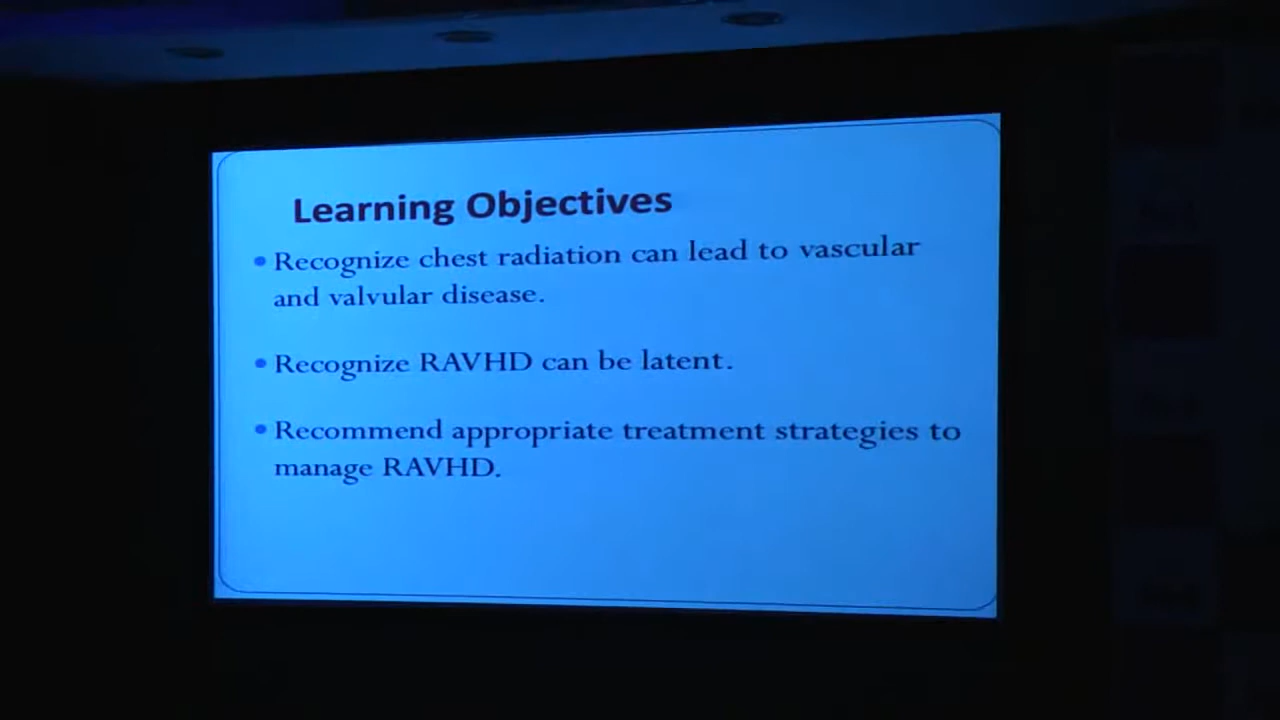 Learning Objectives
• Recognize chest radiation can lead to vascular
and valvular disease.
• Recognize RAVHD can be latent.
• Recommend appropriate treatment strategies to
manage RAVHD.